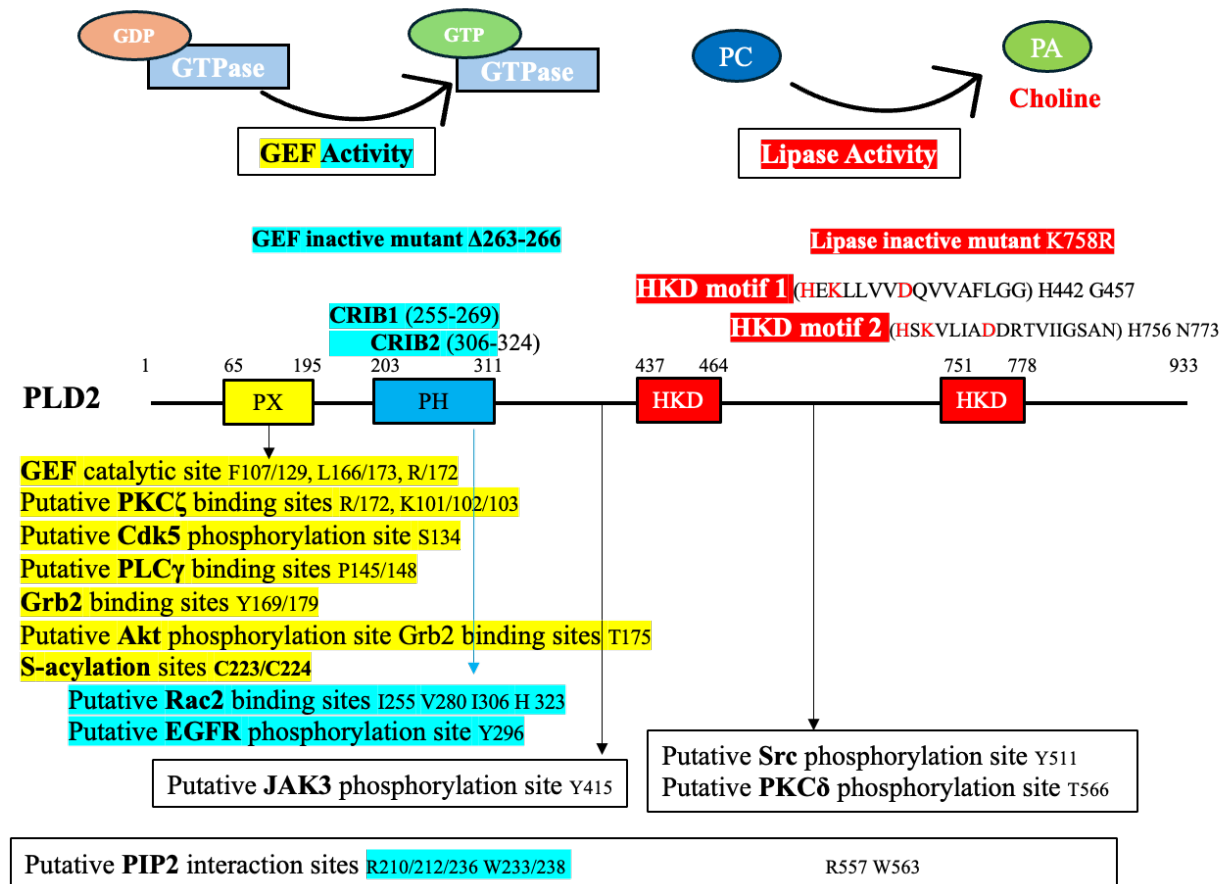 GDP
GTPase
GTP
GTPase
PC
PA
Choline
GEF Activity
Lipase Activity
GEF inactive mutant Δ263-266
Lipase inactive mutant K758R
HKD motif 1 (HEKLLVVDQVVAFLGG) H442 G457
HKD motif 2 (HSKVLIADDRTVIIGSAN) H756 N773
CRIB1 (255-269)
CRIB2 (306-324)
1 65 195 203 311 437 464 751 778 933
PLD2 PX PH HKD HKD
GEF catalytic site F107/129, L166/173, R/172
Putative PKCζ binding sites R/172, K101/102/103
Putative Cdk5 phosphorylation site S134
Putative PLCγ binding sites P145/148
Grb2 binding sites Y169/179
Putative Akt phosphorylation site Grb2 binding sites T175
S-acylation sites C223/C224
Putative Rac2 binding sites I255 V280 I306 H 323
Putative EGFR phosphorylation site Y296
Putative JAK3 phosphorylation site Y415
Putative Src phosphorylation site Y511
Putative PKCδ phosphorylation site T566
Putative PIP2 interaction sites R210/212/236 W233/238 R557 W563